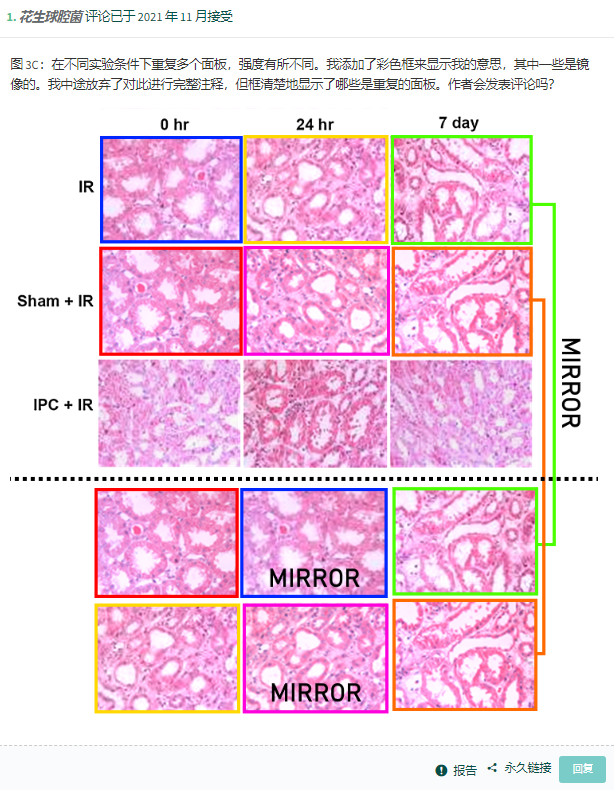 1. 花生球腔菌 评论已于 2021 年 11 月接受
图 3C：在不同实验条件下重复多个面板，强度有所不同。我添加了彩色框来显示我的意思，其中一些是镜
像的。我中途放弃了对此进行完整注释，但框清楚地显示了哪些是重复的面板。作者会发表评论吗？
0 hr 24 hr 7 day
IR
Sham + IR
MIRROR
IPC + IR
MIRROR
MIRROR
报告 永久链接 回复